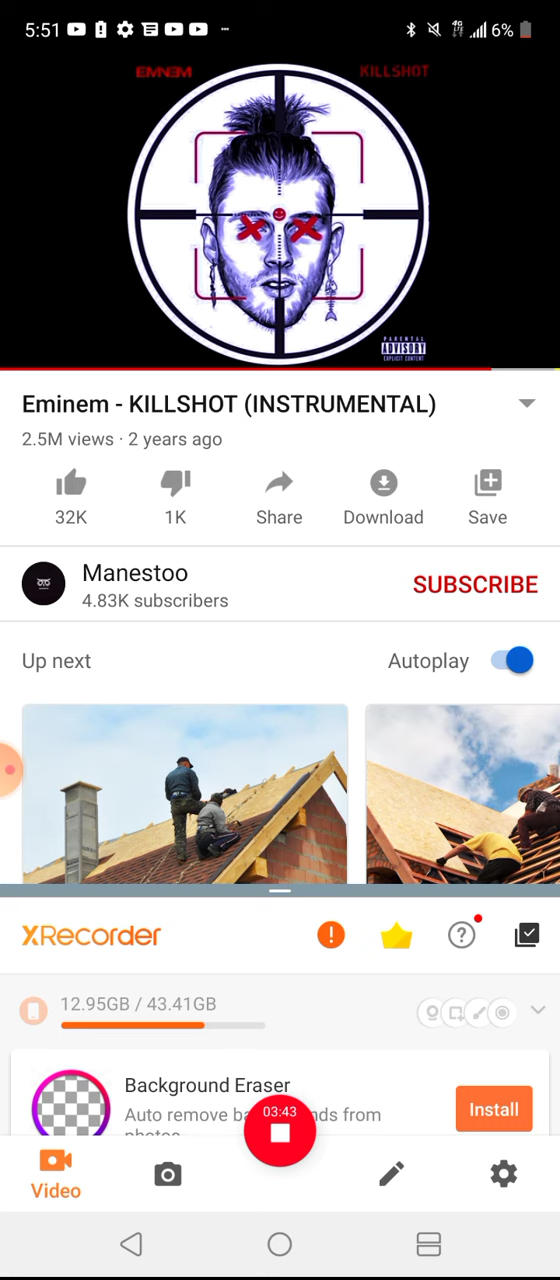 5:51
4G
LTE
6%
EMINEM
KILLSHOT
PARENTAL
ADVISORY
EXPLICIT CONTENT
Eminem - KILLSHOT (INSTRUMENTAL)
2.5M views · 2 years ago
32K
1K
Share
Download
Save
Manestoo
4.83K subscribers
SUBSCRIBE
Up next
Autoplay
XRecorder
12.95GB / 43.41GB
Background Eraser
Auto remove ba
nds from
Install
03:43
Video